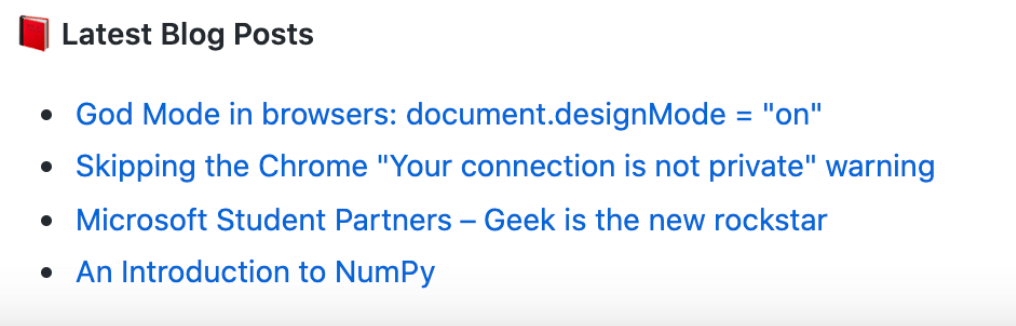 Latest Blog Posts
God Mode in browsers: document.designMode = "on"
Skipping the Chrome "Your connection is not private" warning
Microsoft Student Partners – Geek is the new rockstar
An Introduction to NumPy